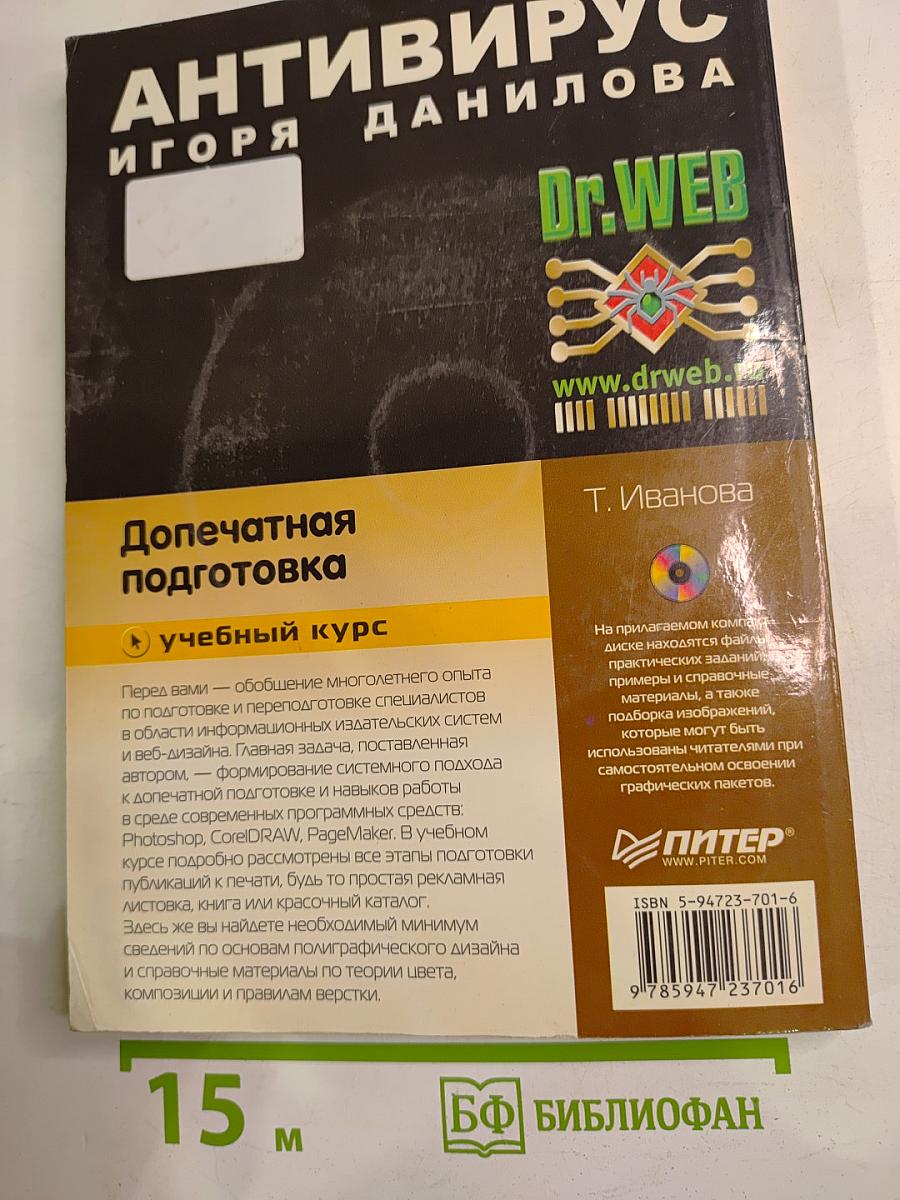 АНТИВИРУС
ИГОРЯ ДАНИЛОВА
Dr.WEB
www.drweb.ru
Допечатная
подготовка
учебный курс
Перед вами — обобщение многолетнего опыта
по подготовке и переподготовке специалистов
в области информационных издательских систем
и веб-дизайна. Главная задача, поставленная
автором, — формирование системного подхода
к допечатной подготовке и навыков работы
в среде современных программных средств:
Photoshop, CorelDRAW, PageMaker. В учебном
курсе подробно рассмотрены все этапы подготовки
публикаций к печати, будь то простая рекламная
листовка, книга или красочный каталог.
Здесь же вы найдете необходимый минимум
сведений по основам полиграфического дизайна
и справочные материалы по теории цвета,
композиции и правилам верстки.
Т. Иванова
На прилагаемом компакт-
диске находятся файлы
практических заданий,
примеры и справочные
материалы, а также
подборка изображений,
которые могут быть
использованы читателями при
самостоятельном освоении
графических пакетов.
ПИТЕР®
WWW.PITER.COM
ISBN 5-94723-701-6
9 785947 237016
15 м
БФ БИБЛИОФАН